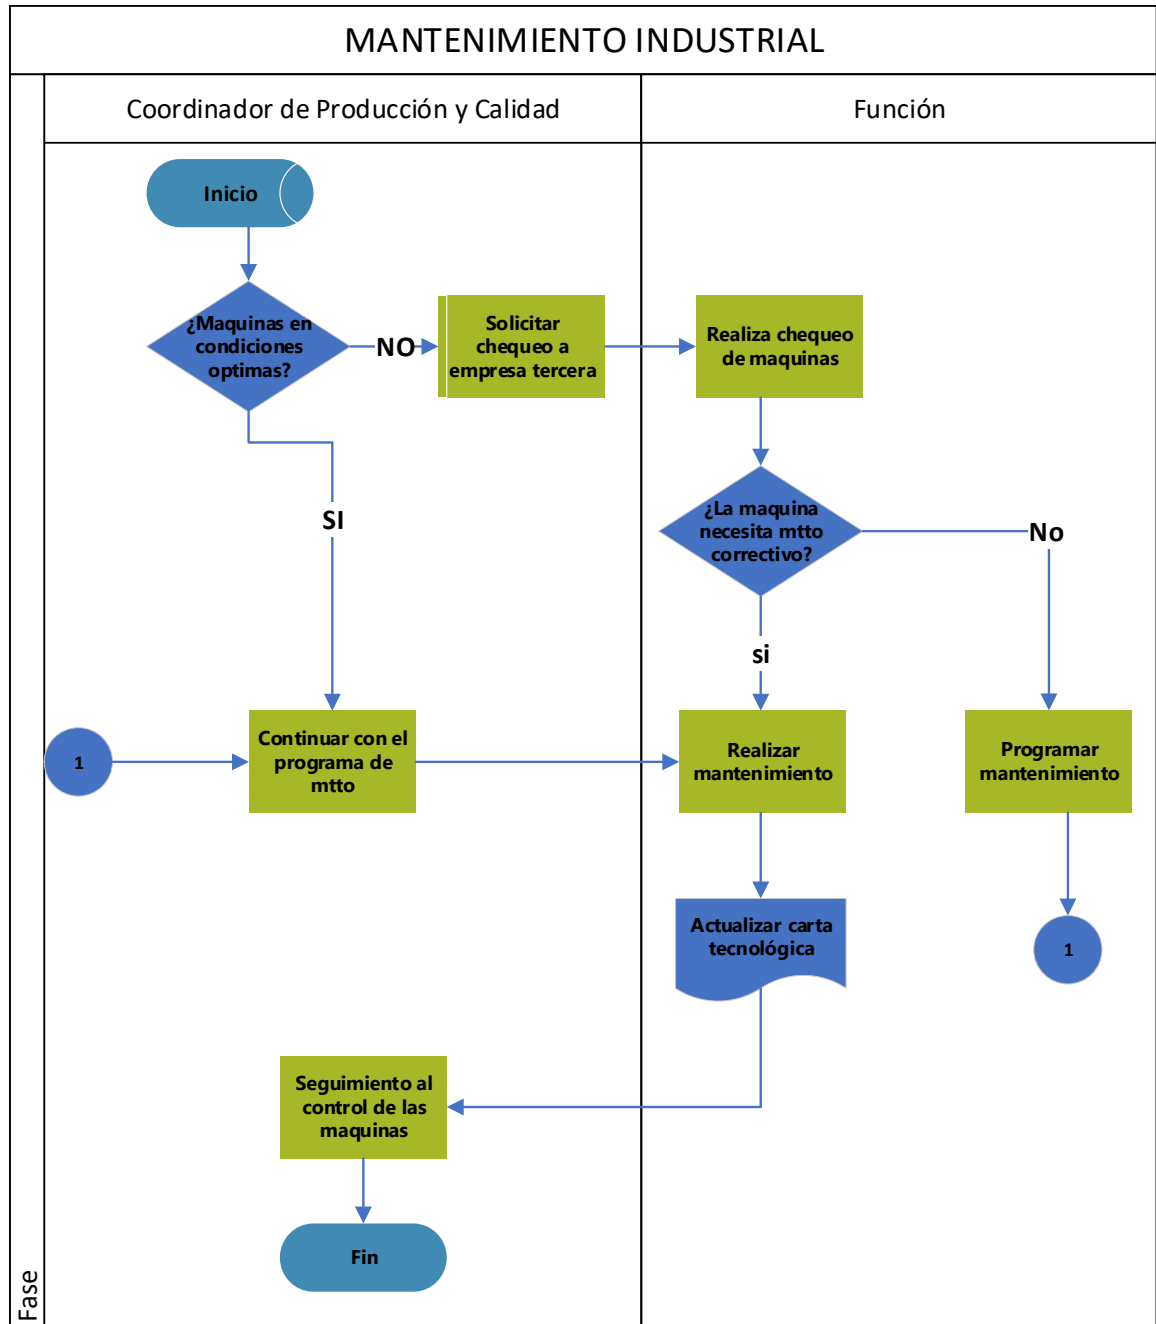 MANTENIMIENTO INDUSTRIAL
Coordinador de Producción y Calidad
Función
Inicio
¿Maquinas en
condiciones
optimas?
NO
Solicitar
chequeo a
empresa tercera
Realiza chequeo
de maquinas
SI
¿La maquina
necesita mtto
correctivo?
No
si
1
Continuar con el
programa de
mtto
Realizar
mantenimiento
Programar
mantenimiento
Actualizar carta
tecnológica
1
Seguimiento al
control de las
maquinas
Fin
Fase